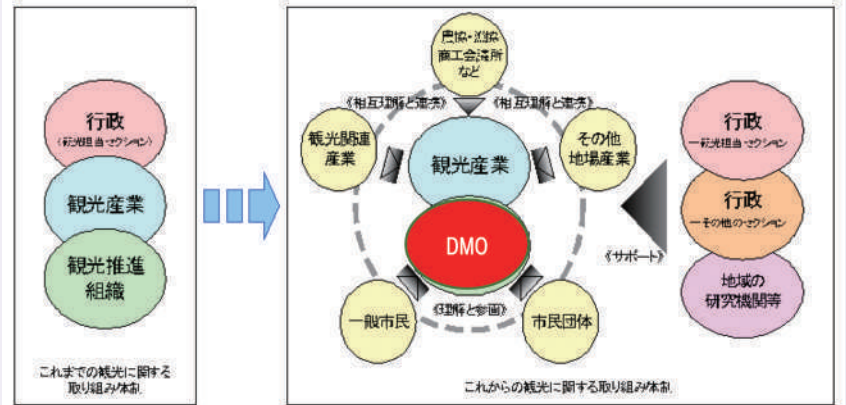 行政
(観光担当セクション)
観光産業
観光推進
組織
これまでの観光に関する
取り組み体制
農協・漁協
商工会議所
など
《相互理解と連携》
《相互理解と連携》
観光関連
産業
観光産業
その他
地場産業
DMO
一般市民
《理解と参画》
市民団体
《サポート》
行政
―観光担当セクション
行政
―その他のセクション
地域の
研究機関等
これからの観光に関する取り組み体制